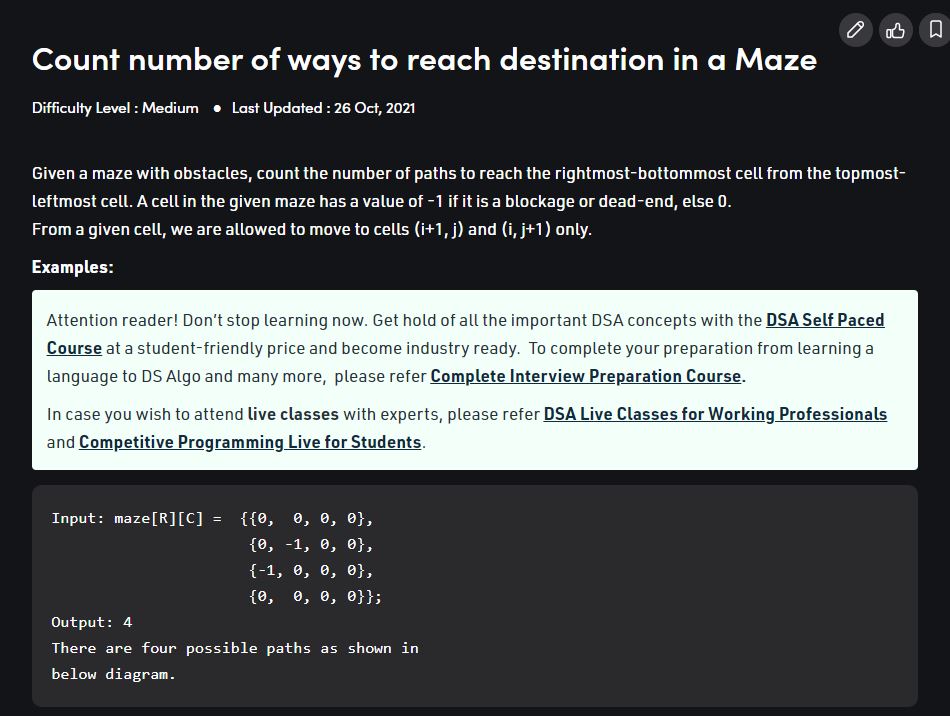 Count number of ways to reach destination in a Maze
Difficulty Level : Medium ● Last Updated : 26 Oct, 2021
Given a maze with obstacles, count the number of paths to reach the rightmost-bottommost cell from the topmost-
leftmost cell. A cell in the given maze has a value of -1 if it is a blockage or dead-end, else 0.
From a given cell, we are allowed to move to cells (i+1, j) and (i, j+1) only.
Examples:
Attention reader! Don’t stop learning now. Get hold of all the important DSA concepts with the DSA Self Paced
Course at a student-friendly price and become industry ready.  To complete your preparation from learning a
language to DS Algo and many more,  please refer Complete Interview Preparation Course.
In case you wish to attend live classes with experts, please refer DSA Live Classes for Working Professionals
and Competitive Programming Live for Students.
Input: maze[R][C] =  {{0,  0, 0, 0},
{0, -1, 0, 0},
{-1, 0, 0, 0},
{0,  0, 0, 0}};
Output: 4
There are four possible paths as shown in
below diagram.